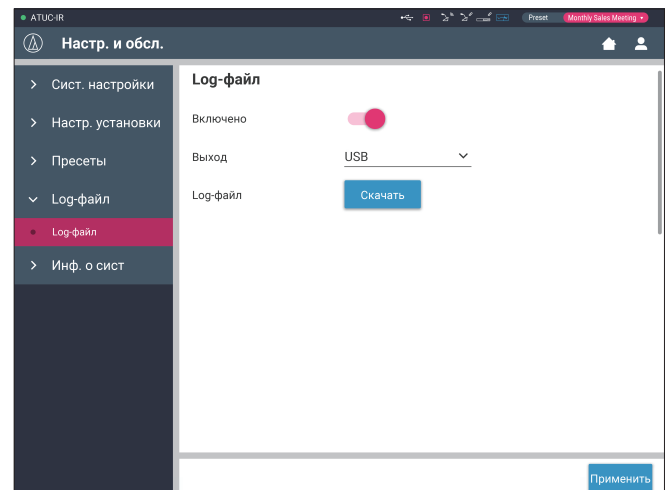 ATUC-IR
Preset
Monthly Sales Meeting
Настр. и обсл.
Сист. настройки
Настр. установки
Пресеты
Log-файл
Log-файл
Инф. о сист
Log-файл
Включено
Выход
USB
Log-файл
Скачать
Применить